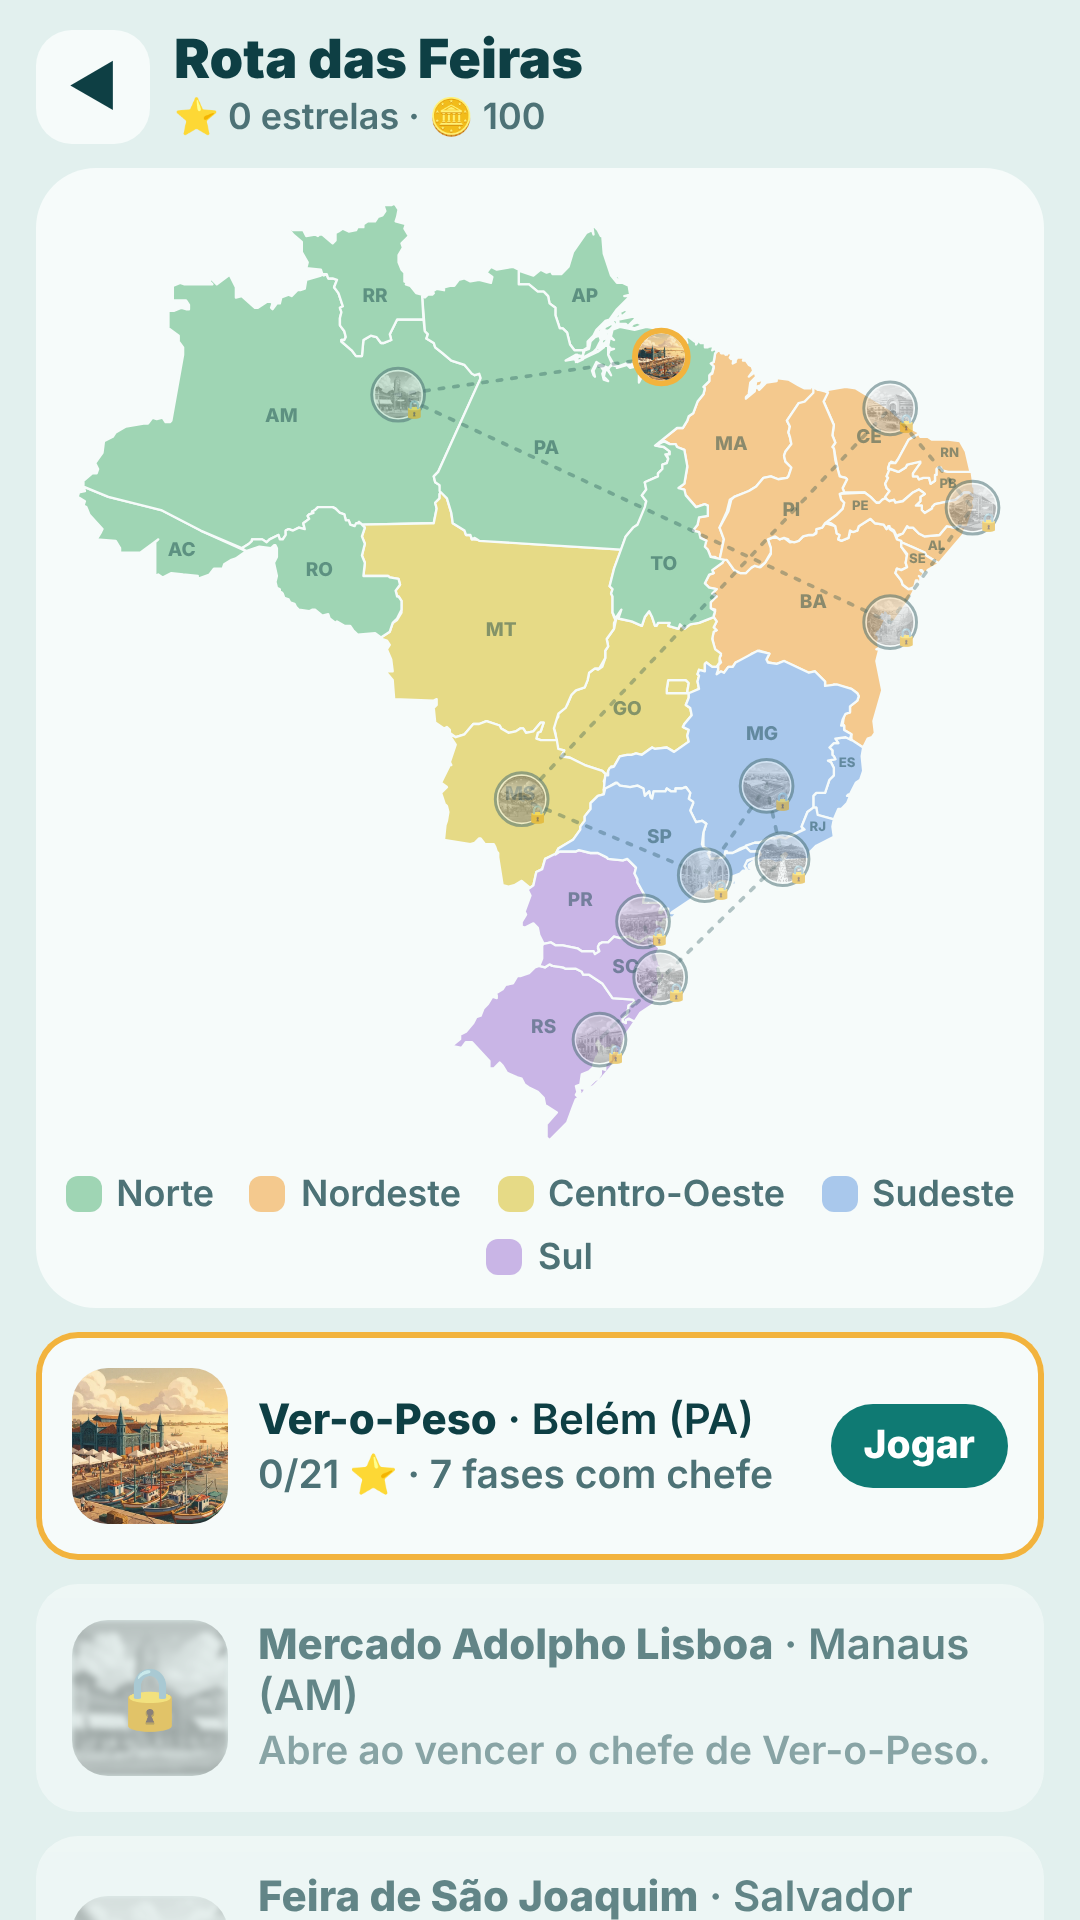 Rota das Feiras
⭐ 0 estrelas · 🪙 100
RR
AP
AM
PA
MA
CE
RN
PB
PI
PE
AL
SE
AC
RO
TO
BA
MT
GO
MG
ES
MS
SP
RJ
PR
SC
RS
Norte
Nordeste
Centro-Oeste
Sudeste
Sul
Ver-o-Peso · Belém (PA)
0/21 ⭐ · 7 fases com chefe
Jogar
Mercado Adolpho Lisboa · Manaus
(AM)
Abre ao vencer o chefe de Ver-o-Peso.
Feira de São Joaquim · Salvador